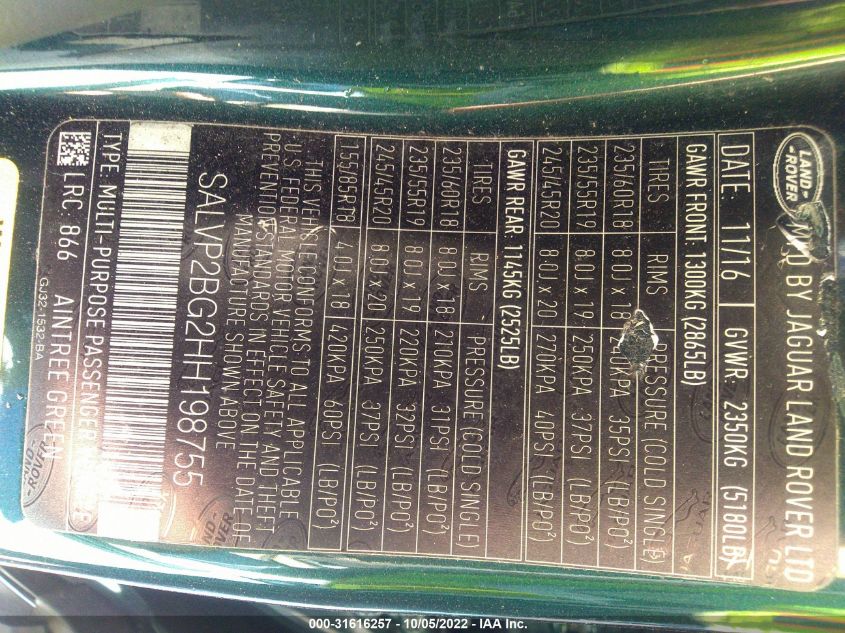 LAND
-ROVER
MFD BY JAGUAR LAND ROVER LTD
DATE: 11/16 GVWR: 2350KG (5180LB)
GAWR FRONT: 1300KG (2865LB)
TIRES RIMS PRESSURE (COLD SINGLE)
235/60R18 8.0J x 18 240KPA 35PSI (LB/PO²)
235/55R19 8.0J x 19 250KPA 37PSI (LB/PO²)
245/45R20 8.0J x 20 270KPA 40PSI (LB/PO²)
GAWR REAR: 1145KG (2525LB)
TIRES RIMS PRESSURE (COLD SINGLE)
235/60R18 8.0J x 18 210KPA 31PSI (LB/PO²)
235/55R19 8.0J x 19 220KPA 32PSI (LB/PO²)
245/45R20 8.0J x 20 250KPA 37PSI (LB/PO²)
155/85R18 4.0J x 18 420KPA 60PSI (LB/PO²)
THIS VEHICLE CONFORMS TO ALL APPLICABLE
U.S. FEDERAL MOTOR VEHICLE SAFETY AND THEFT
PREVENTION STANDARDS IN EFFECT ON THE DATE OF
MANUFACTURE SHOWN ABOVE
SALVP2BG2HH198755
TYPE: MULTI-PURPOSE PASSENGER
LRC: 866 AINTREE GREEN
GJ32-1532-BA
LAND
-ROVER
000-31616257 - 10/05/2022 - IAA Inc.